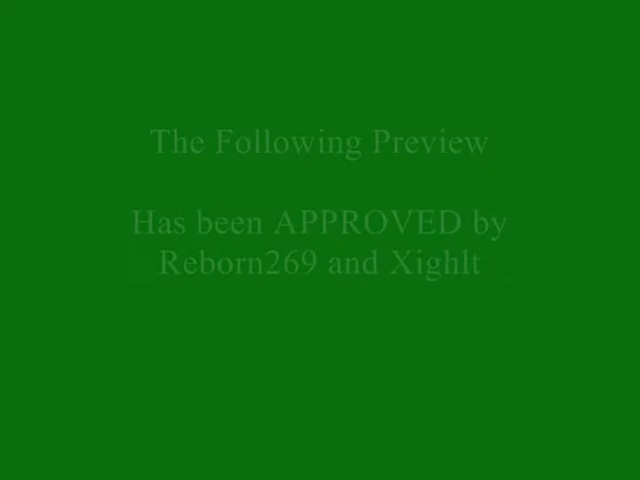 The Following Preview
Has been APPROVED by
Reborn269 and Xighlt